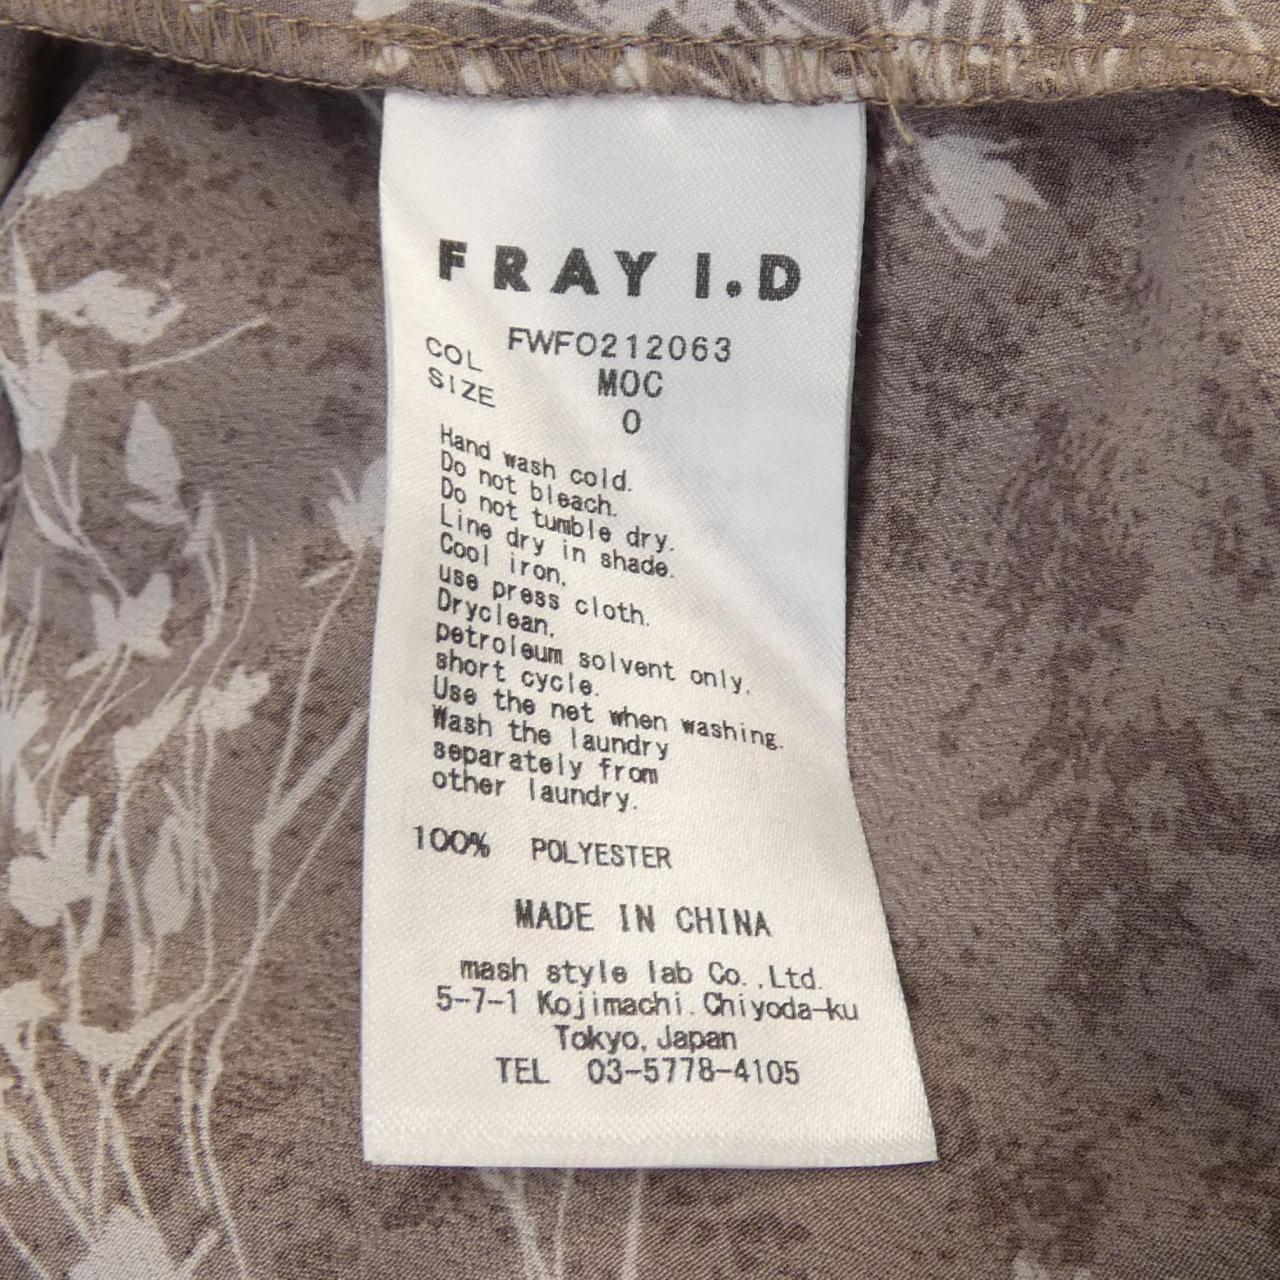 FRAY I.D
FWFO212063
COL MOC
SIZE 0
Hand wash cold.
Do not bleach.
Do not tumble dry.
Line dry in shade.
Cool iron.
use press cloth.
Dryclean.
petroleum solvent only.
short cycle.
Use the net when washing.
Wash the laundry
separately from
other laundry.
100% POLYESTER
MADE IN CHINA
mash style lab Co.,Ltd.
5-7-1 Kojimachi.Chiyoda-ku
Tokyo,Japan
TEL 03-5778-4105